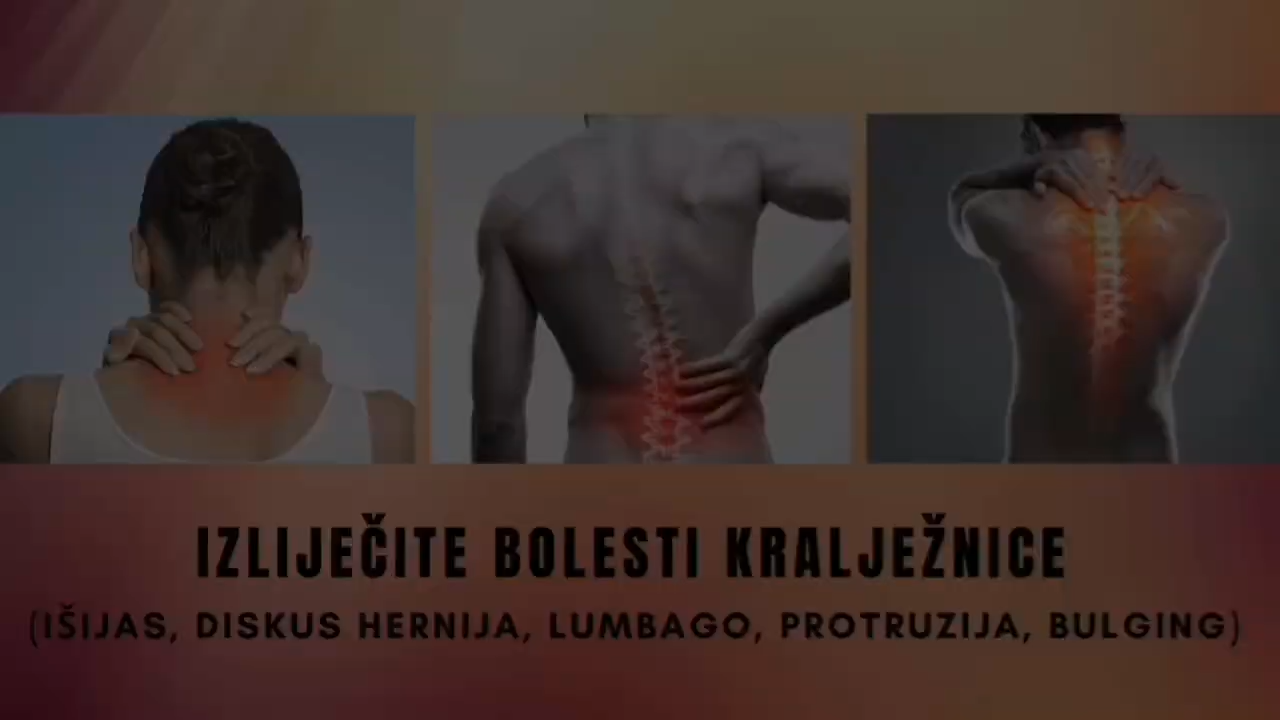 IZLIJEČITE BOLESTI KRALJEŽNICE
(IŠIJAS, DISKUS HERNIJA, LUMBAGO, PROTRUZIJA, BULGING)